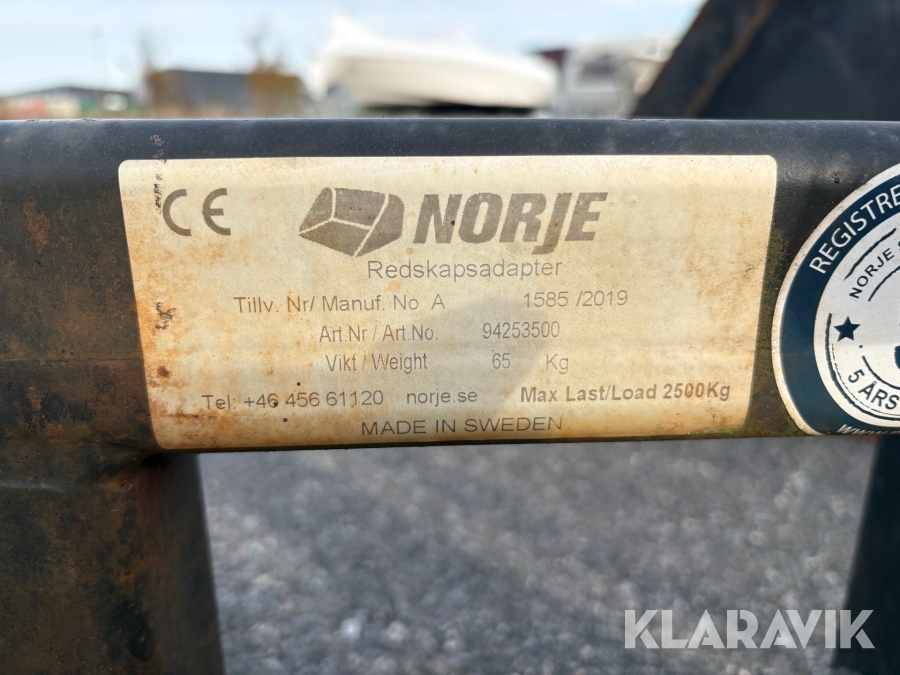 CE
NORJE
Redskapsadapter
Tillv. Nr/ Manuf. No A 1585 /2019
Art.Nr / Art.No. 94253500
Vikt / Weight 65 Kg
Tel: +46 456 61120 norje.se Max Last/Load 2500Kg
MADE IN SWEDEN
NORJE
5 ÅRS
KLARAVIK